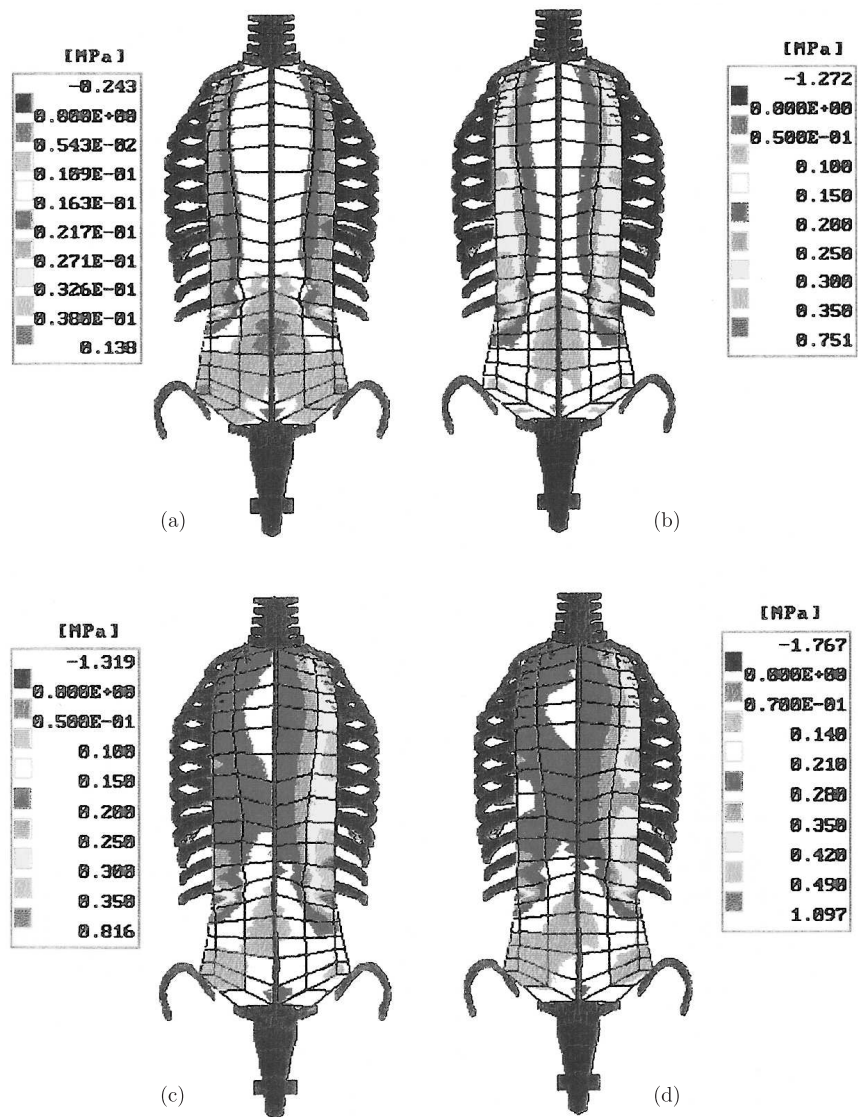 [MPa]
-0.243
0.000E+00
0.543E-02
0.109E-01
0.163E-01
0.217E-01
0.271E-01
0.326E-01
0.380E-01
0.138
[MPa]
-1.272
0.000E+00
0.500E-01
0.100
0.150
0.200
0.250
0.300
0.350
0.751
(a)
(b)
[MPa]
-1.319
0.000E+00
0.500E-01
0.100
0.150
0.200
0.250
0.300
0.350
0.816
[MPa]
-1.767
0.000E+00
0.700E-01
0.140
0.210
0.280
0.350
0.420
0.490
1.097
(c)
(d)